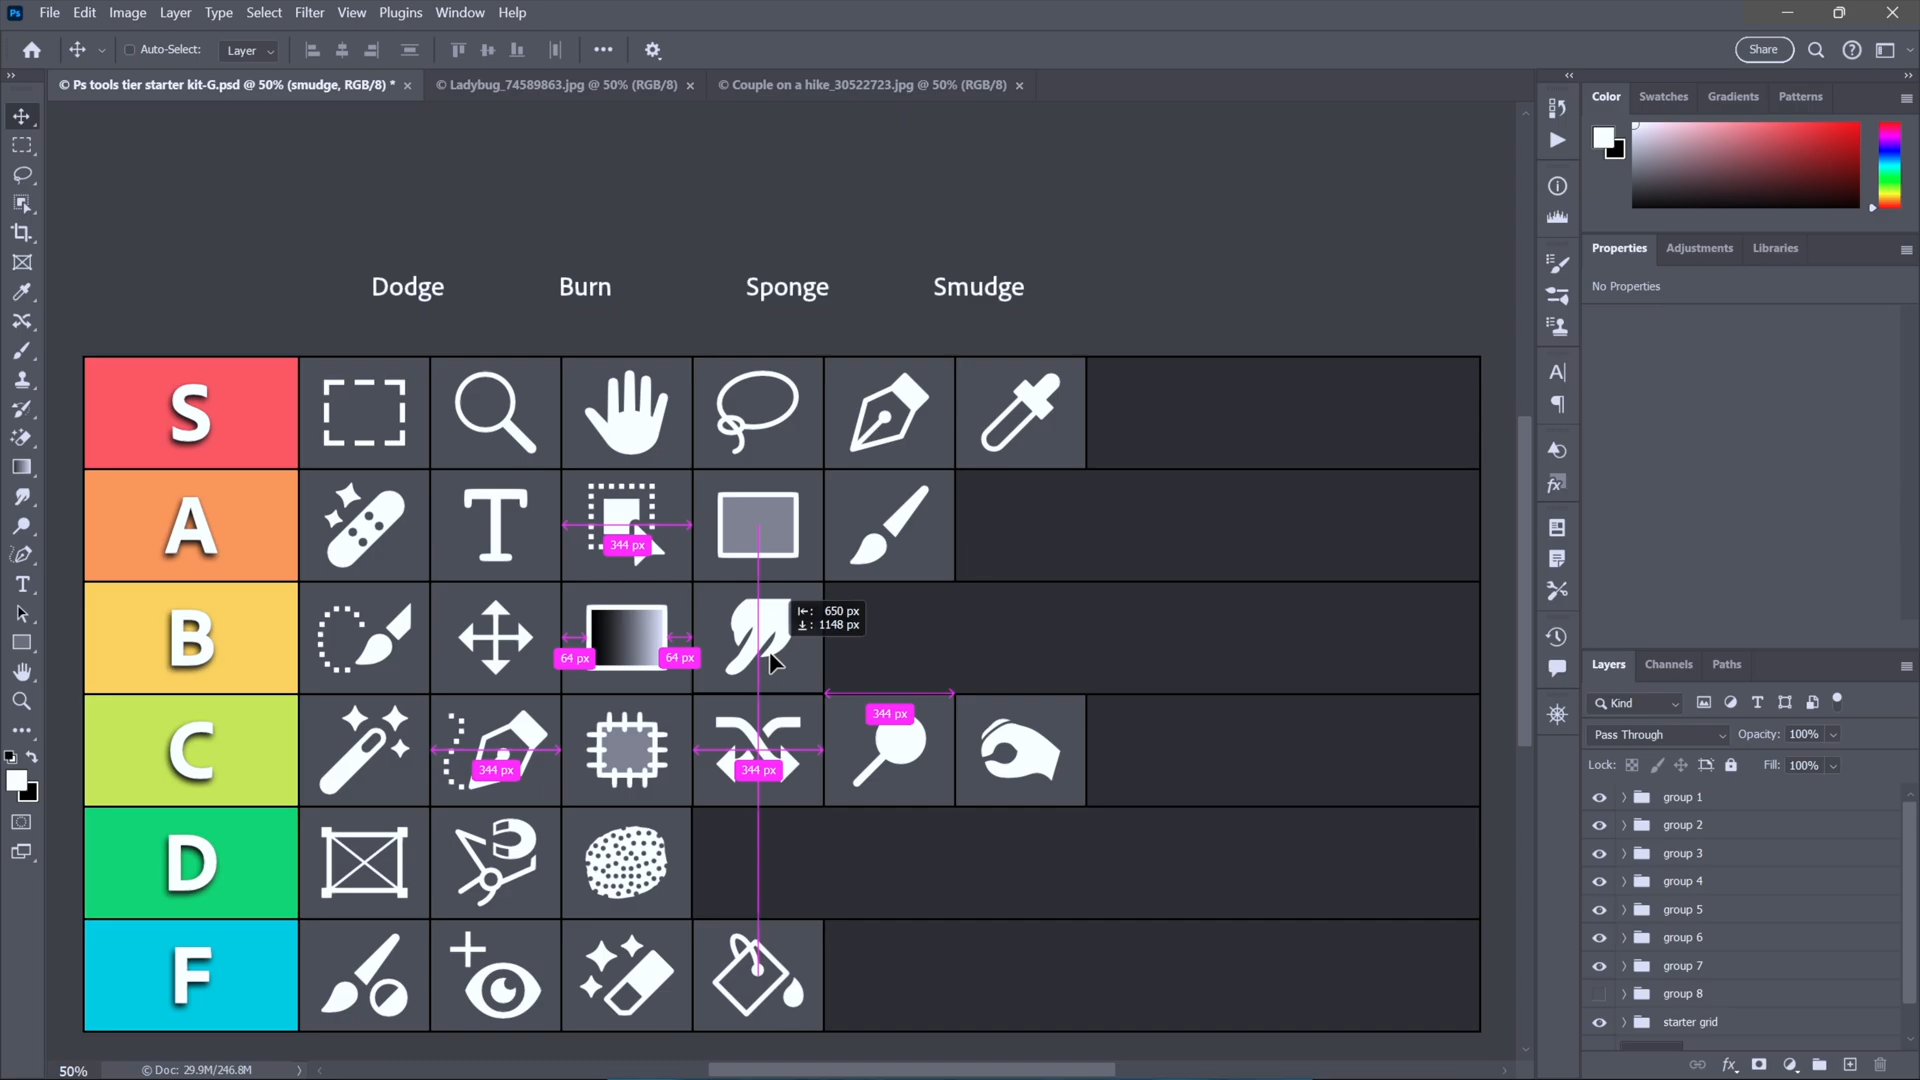 Ps File Edit Image Layer Type Select Filter View Plugins Window Help
Auto-Select: Layer Share
© Ps tools tier starter kit-G.psd @ 50% (smudge, RGB/8) * © Ladybug_74589863.jpg @ 50% (RGB/8) © Couple on a hike_30522723.jpg @ 50% (RGB/8)
Color Swatches Gradients Patterns
Properties Adjustments Libraries
No Properties
Dodge Burn Sponge Smudge
S
A T
344 px
B
650 px
1148 px
64 px 64 px
C
344 px
344 px 344 px
D
F
Layers Channels Paths
Kind T
Pass Through Opacity: 100%
Lock: Fill: 100%
group 1
group 2
group 3
group 4
group 5
group 6
group 7
group 8
starter grid
fx
50% © Doc: 29.9M/246.8M